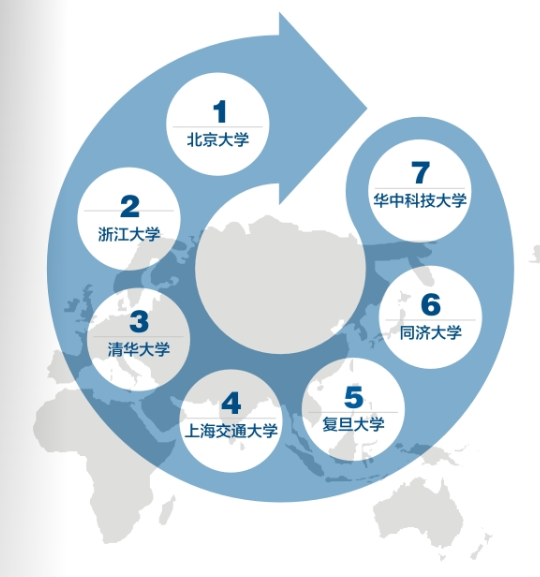 1
北京大学
2
浙江大学
3
清华大学
4
上海交通大学
5
复旦大学
6
同济大学
7
华中科技大学